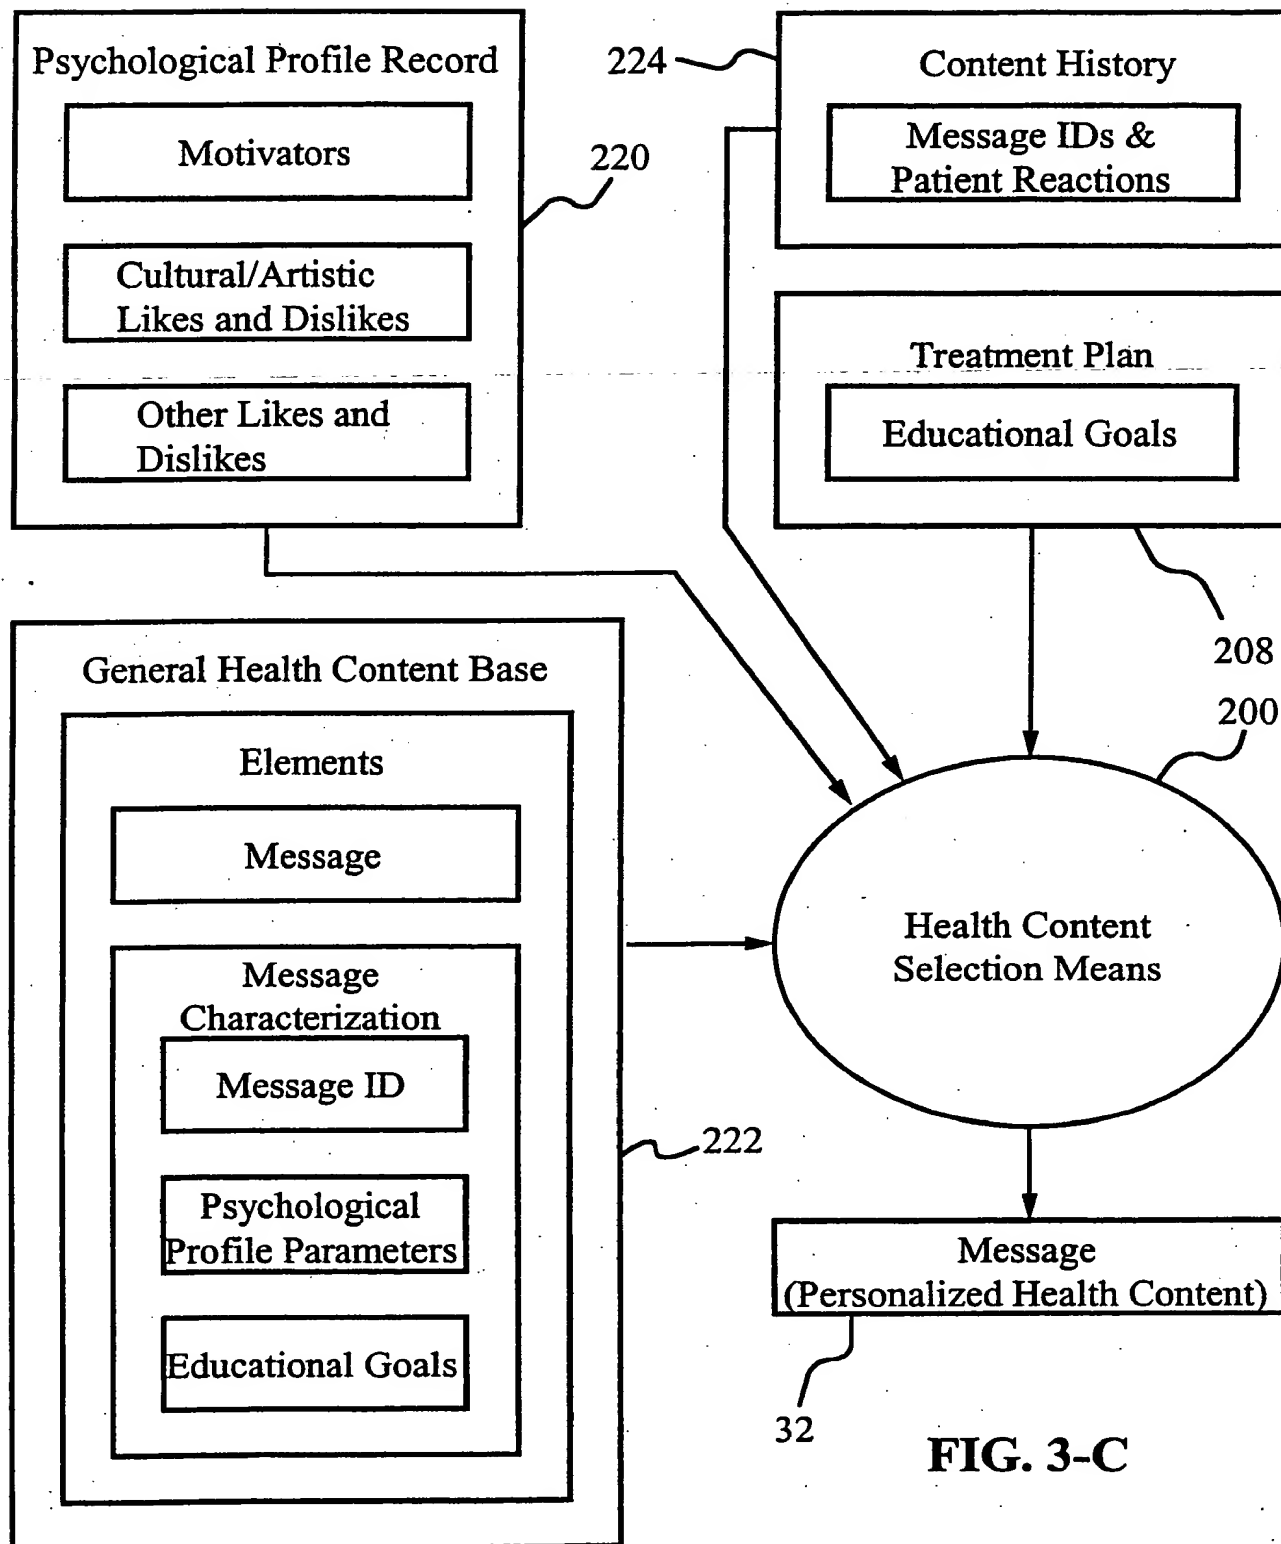 Psychological Profile Record
Motivators
Cultural/Artistic
Likes and Dislikes
Other Likes and
Dislikes
220
224
Content History
Message IDs &
Patient Reactions
Treatment Plan
Educational Goals
208
200
General Health Content Base
Elements
Message
Message
Characterization
Message ID
Psychological
Profile Parameters
Educational Goals
222
Health Content
Selection Means
Message
(Personalized Health Content)
32
FIG. 3-C